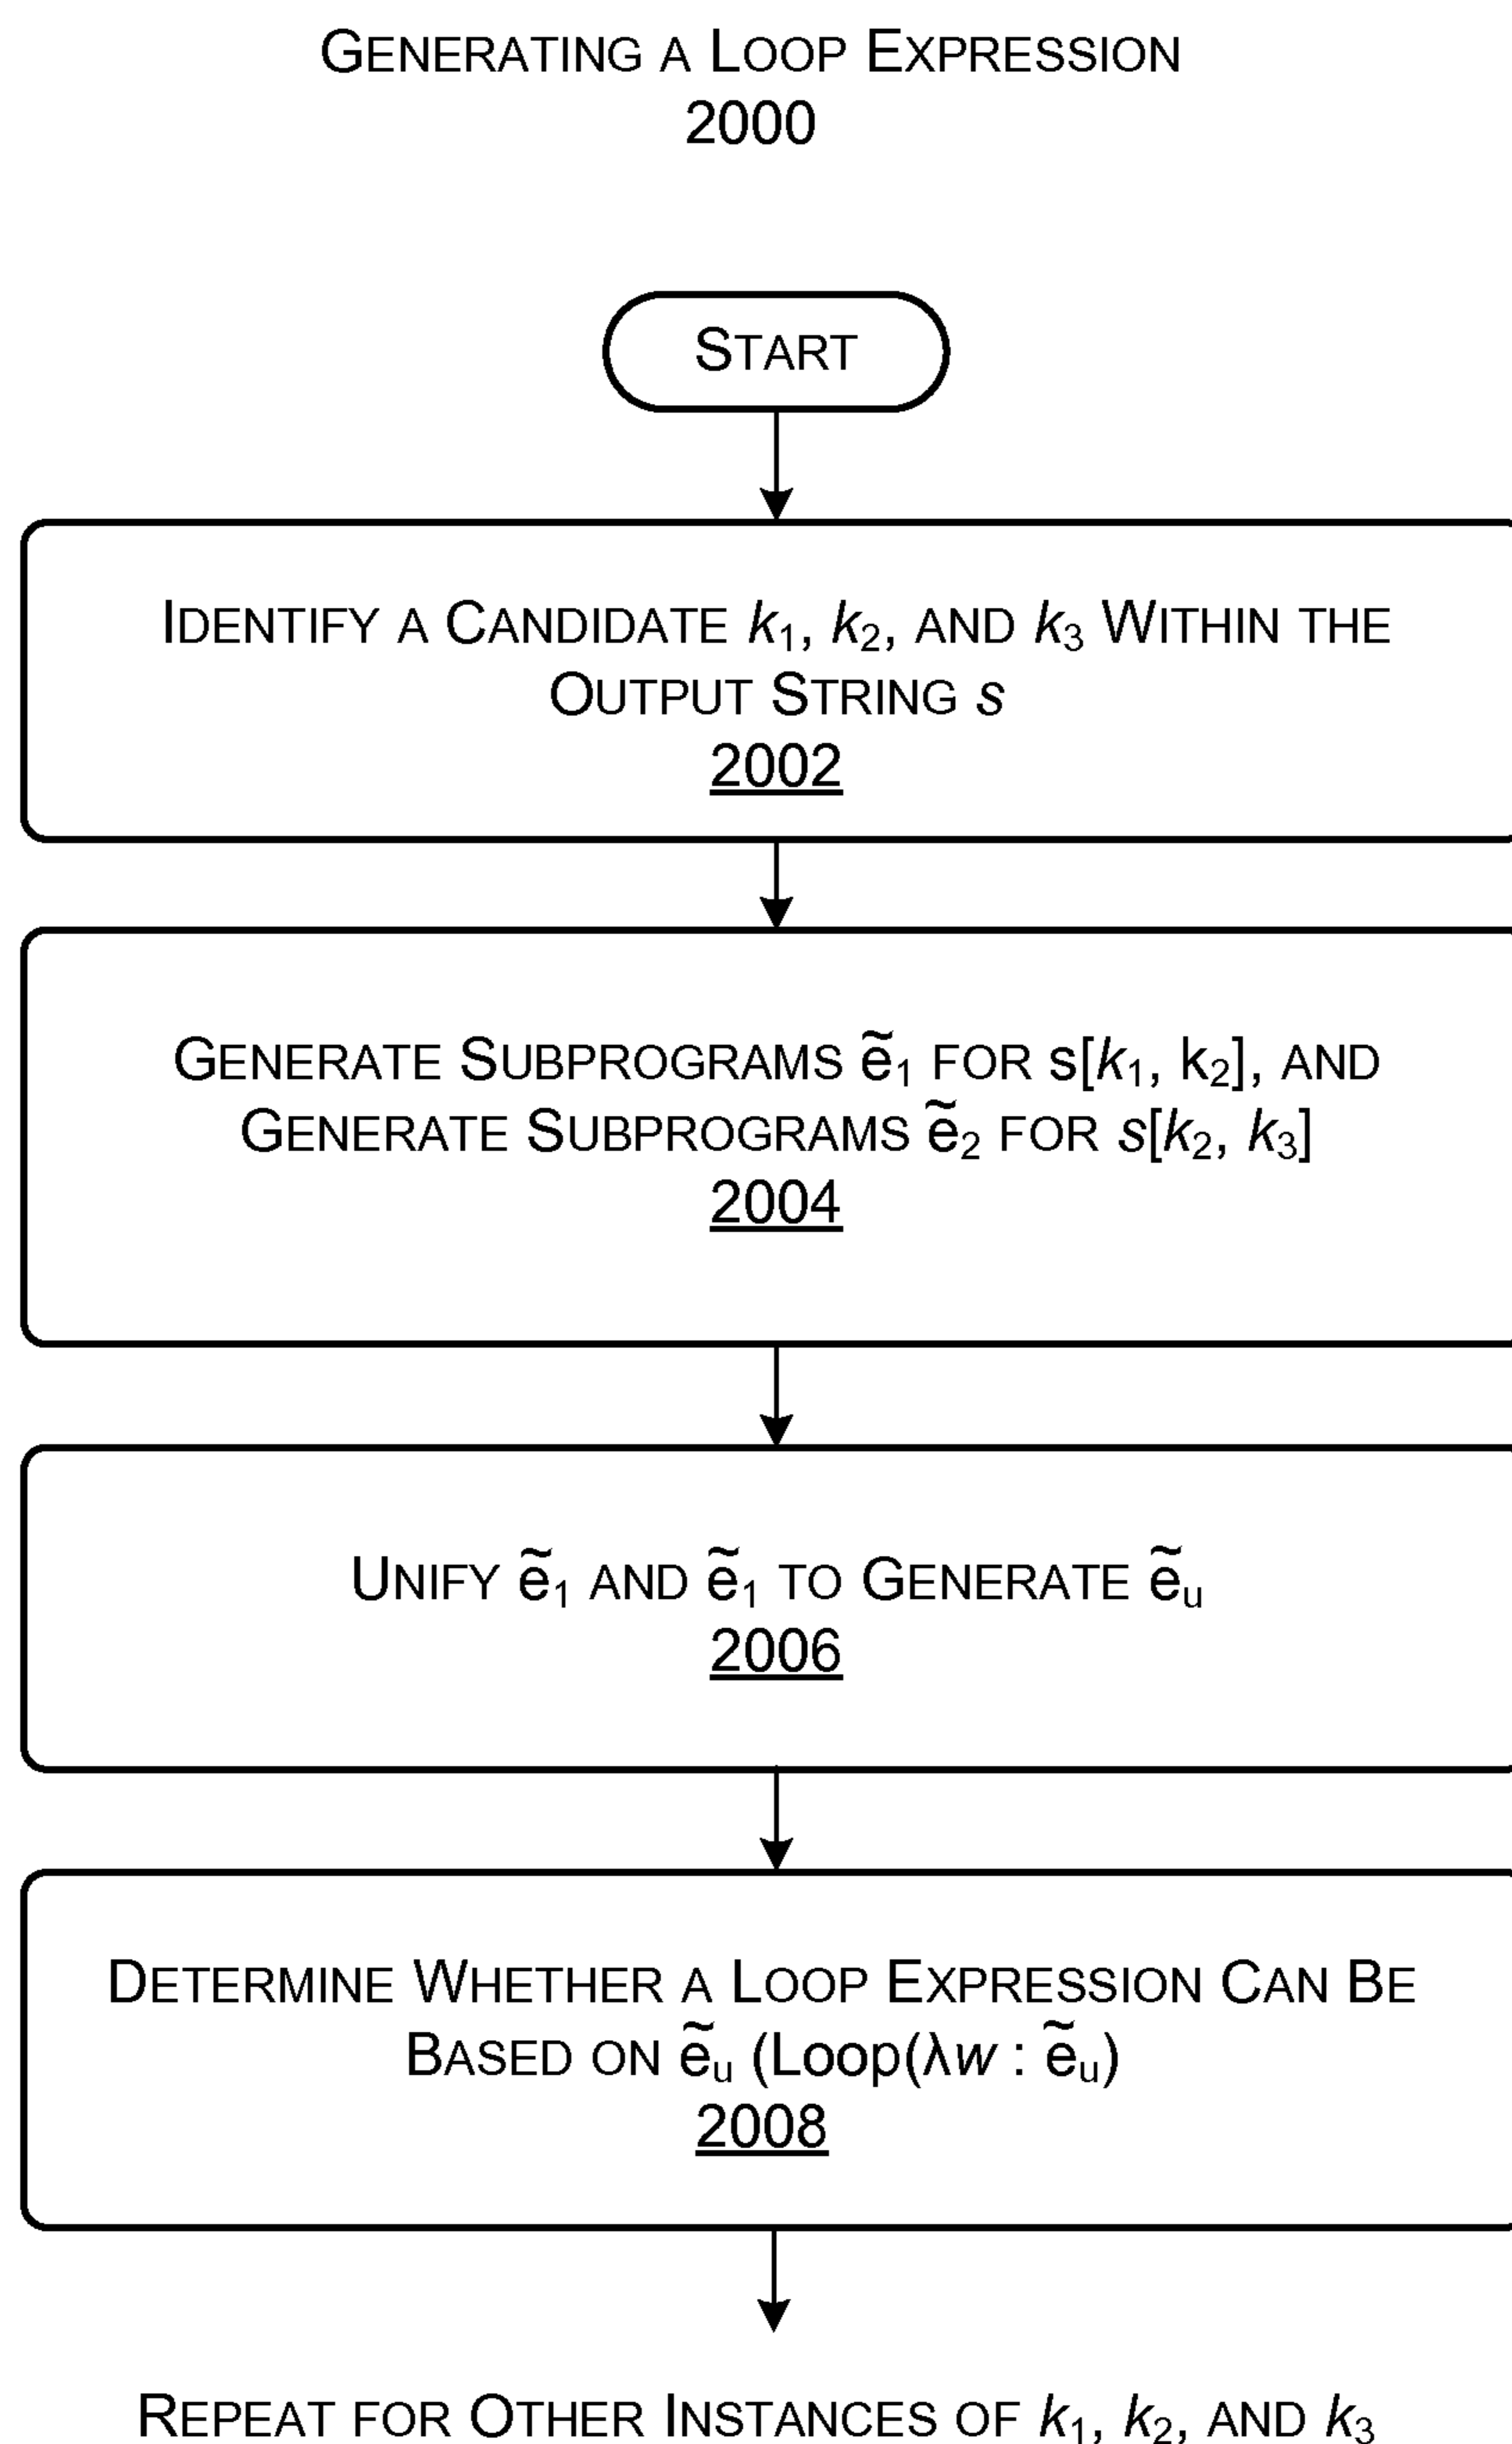 GENERATING A LOOP EXPRESSION
2000
START
IDENTIFY A CANDIDATE k₁, k₂, AND k₃ WITHIN THE
OUTPUT STRING s
2002
GENERATE SUBPROGRAMS ẽ₁ FOR s[k₁, k₂], AND
GENERATE SUBPROGRAMS ẽ₂ FOR s[k₂, k₃]
2004
UNIFY ẽ₁ AND ẽ₁ TO GENERATE ẽᵤ
2006
DETERMINE WHETHER A LOOP EXPRESSION CAN BE
BASED ON ẽᵤ (Loop(λw : ẽᵤ)
2008
REPEAT FOR OTHER INSTANCES OF k₁, k₂, AND k₃